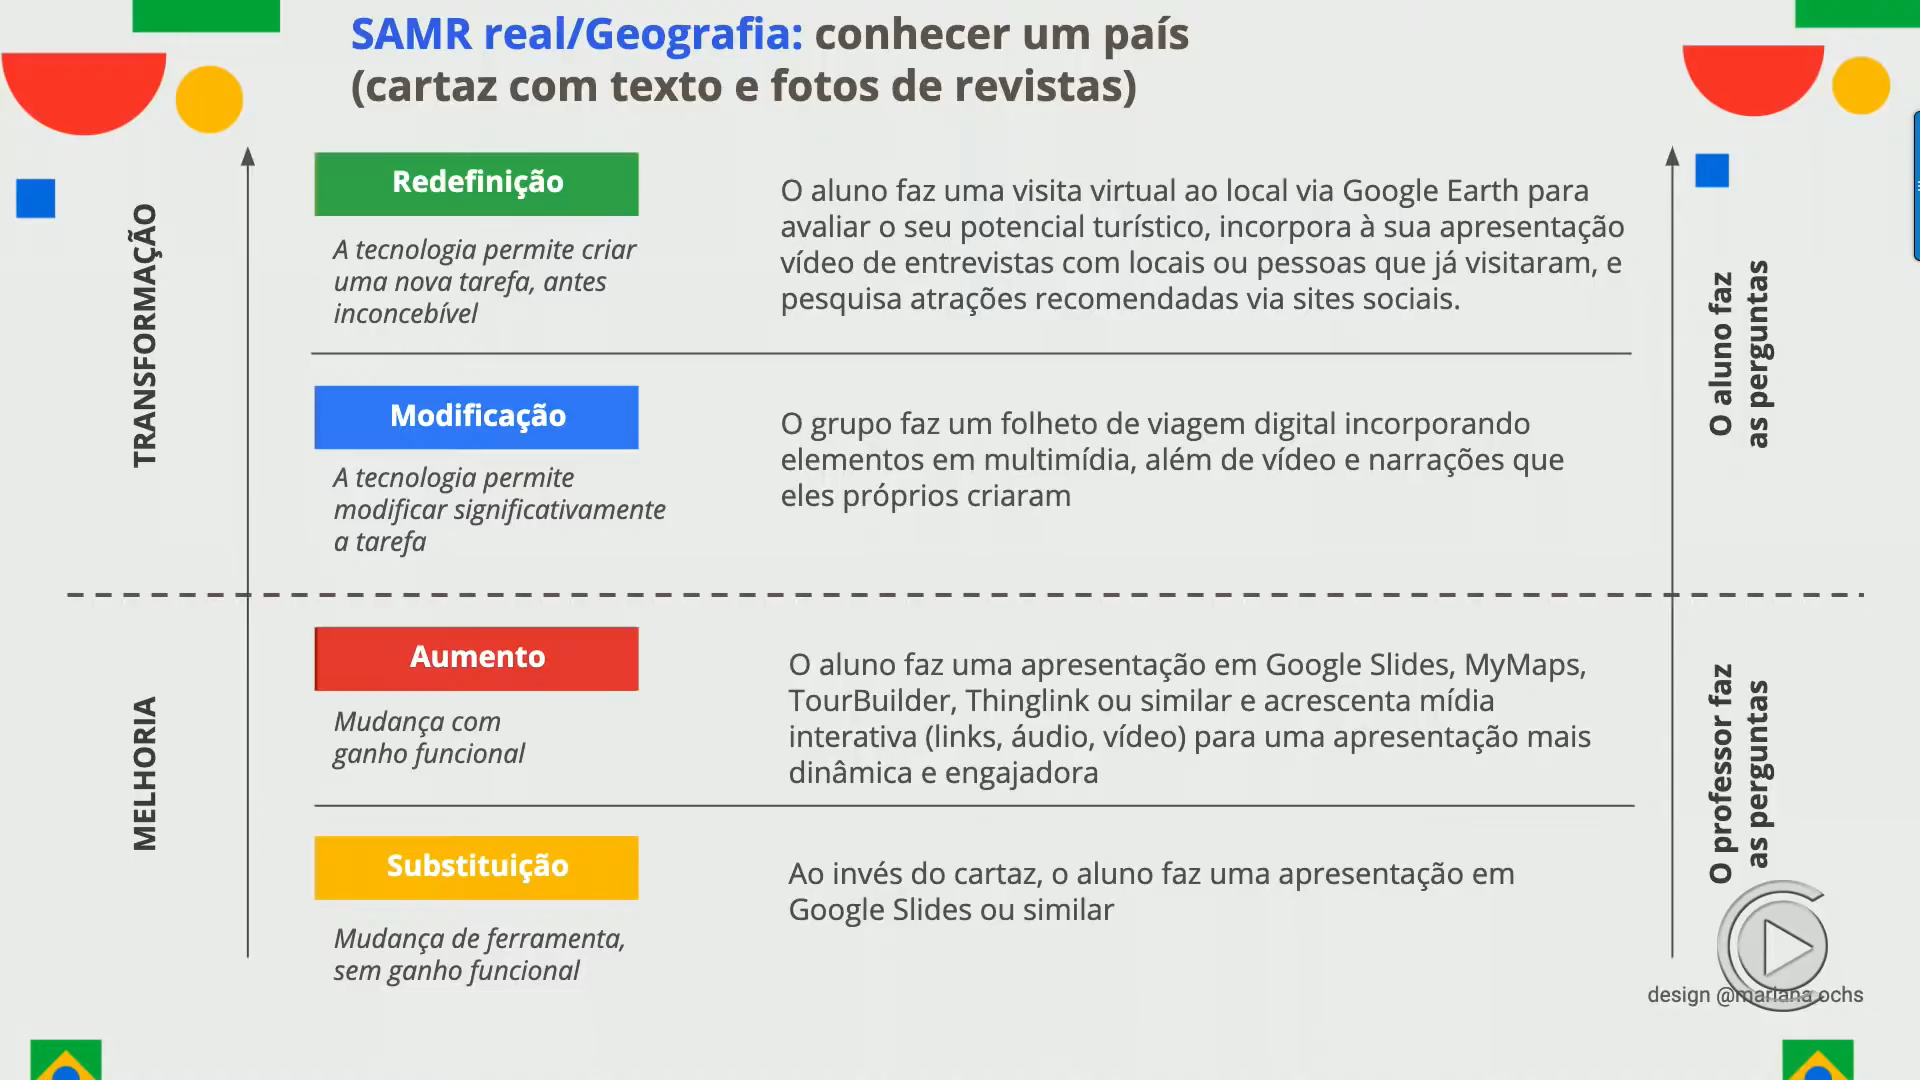 SAMR real/Geografia: conhecer um país
(cartaz com texto e fotos de revistas)
TRANSFORMAÇÃO
Redefinição
A tecnologia permite criar
uma nova tarefa, antes
inconcebível
O aluno faz uma visita virtual ao local via Google Earth para
avaliar o seu potencial turístico, incorpora à sua apresentação
vídeo de entrevistas com locais ou pessoas que já visitaram, e
pesquisa atrações recomendadas via sites sociais.
Modificação
A tecnologia permite
modificar significativamente
a tarefa
O grupo faz um folheto de viagem digital incorporando
elementos em multimídia, além de vídeo e narrações que
eles próprios criaram
O aluno faz
as perguntas
MELHORIA
Aumento
Mudança com
ganho funcional
O aluno faz uma apresentação em Google Slides, MyMaps,
TourBuilder, Thinglink ou similar e acrescenta mídia
interativa (links, áudio, vídeo) para uma apresentação mais
dinâmica e engajadora
Substituição
Mudança de ferramenta,
sem ganho funcional
Ao invés do cartaz, o aluno faz uma apresentação em
Google Slides ou similar
O professor faz
as perguntas
design @mariana.ochs